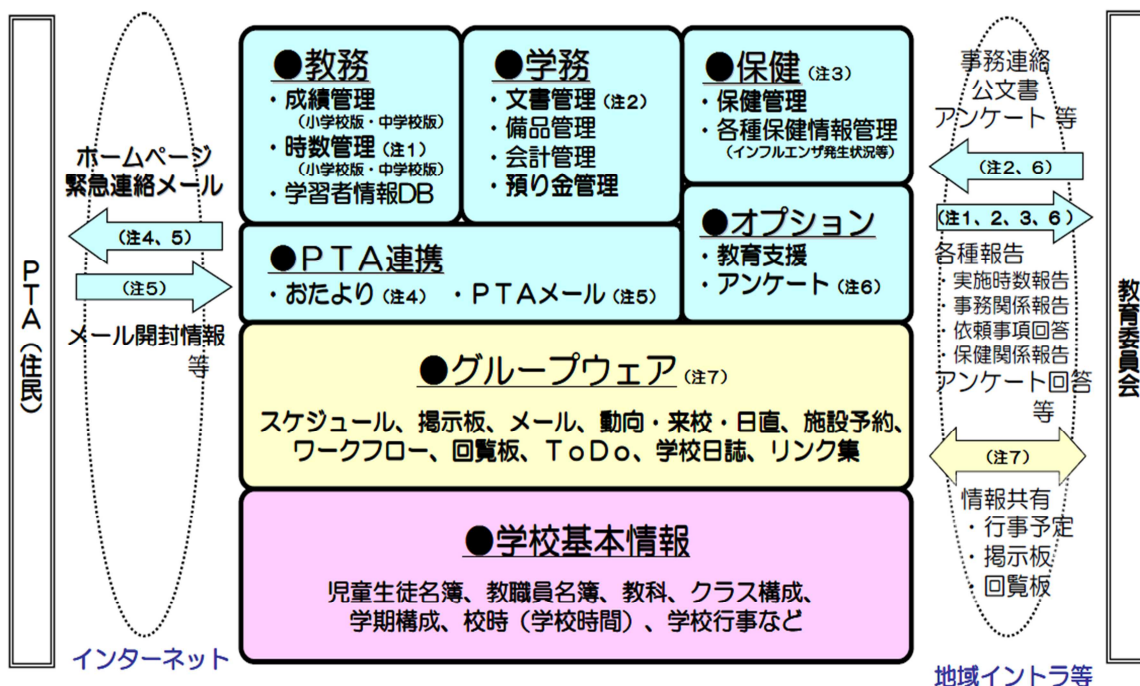 PTA（住民）
ホームページ
緊急連絡メール
（注4、5）
（注5）
メール開封情報
等
インターネット
●教務
・成績管理
（小学校版・中学校版）
・時数管理（注1）
（小学校版・中学校版）
・学習者情報DB
●学務
・文書管理（注2）
・備品管理
・会計管理
・預り金管理
●保健（注3）
・保健管理
・各種保健情報管理
（インフルエンザ発生状況等）
●オプション
・教育支援
・アンケート（注6）
●ＰＴＡ連携
・おたより（注4） ・ＰＴＡメール（注5）
●グループウェア（注7）
スケジュール、掲示板、メール、動向・来校・日直、施設予約、
ワークフロー、回覧板、ＴｏＤｏ、学校日誌、リンク集
●学校基本情報
児童生徒名簿、教職員名簿、教科、クラス構成、
学期構成、校時（学校時間）、学校行事など
事務連絡
公文書
アンケート 等
（注2、6）
（注1、2、3、6）
各種報告
・実施時数報告
・事務関係報告
・依頼事項回答
・保健関係報告
アンケート回答
等
（注7）
情報共有
・行事予定
・掲示板
・回覧板
地域イントラ等
教育委員会